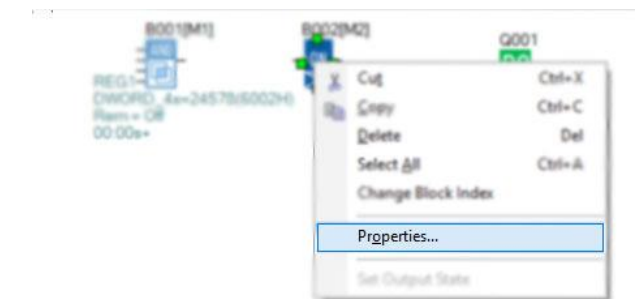 B001[M1]
B002[M2]
Q001
AND
REG1
DWORD_4x=24578(6002H)
Rem = Off
00:00s+
Cut Ctrl+X
Copy Ctrl+C
Delete Del
Select All Ctrl+A
Change Block Index
Properties...
Set Output State